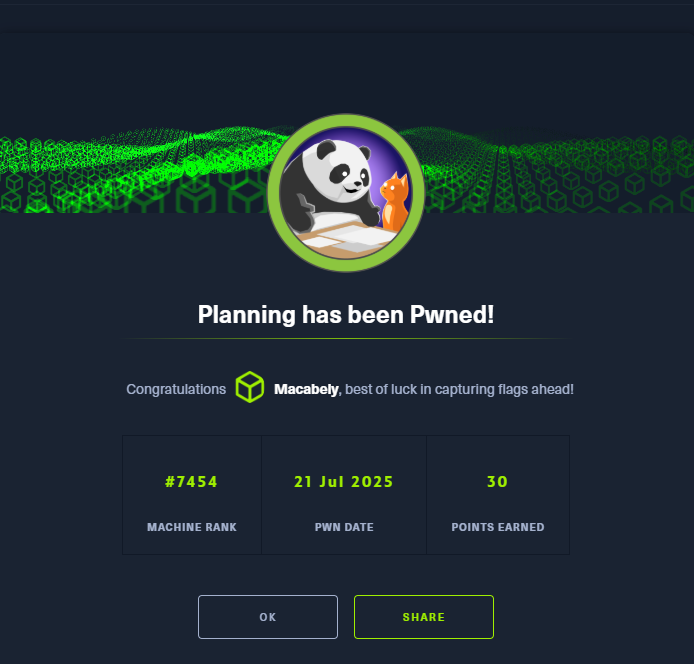 Planning has been Pwned!
Congratulations Macabely, best of luck in capturing flags ahead!
#7454 21 Jul 2025 30
MACHINE RANK PWN DATE POINTS EARNED
OK SHARE